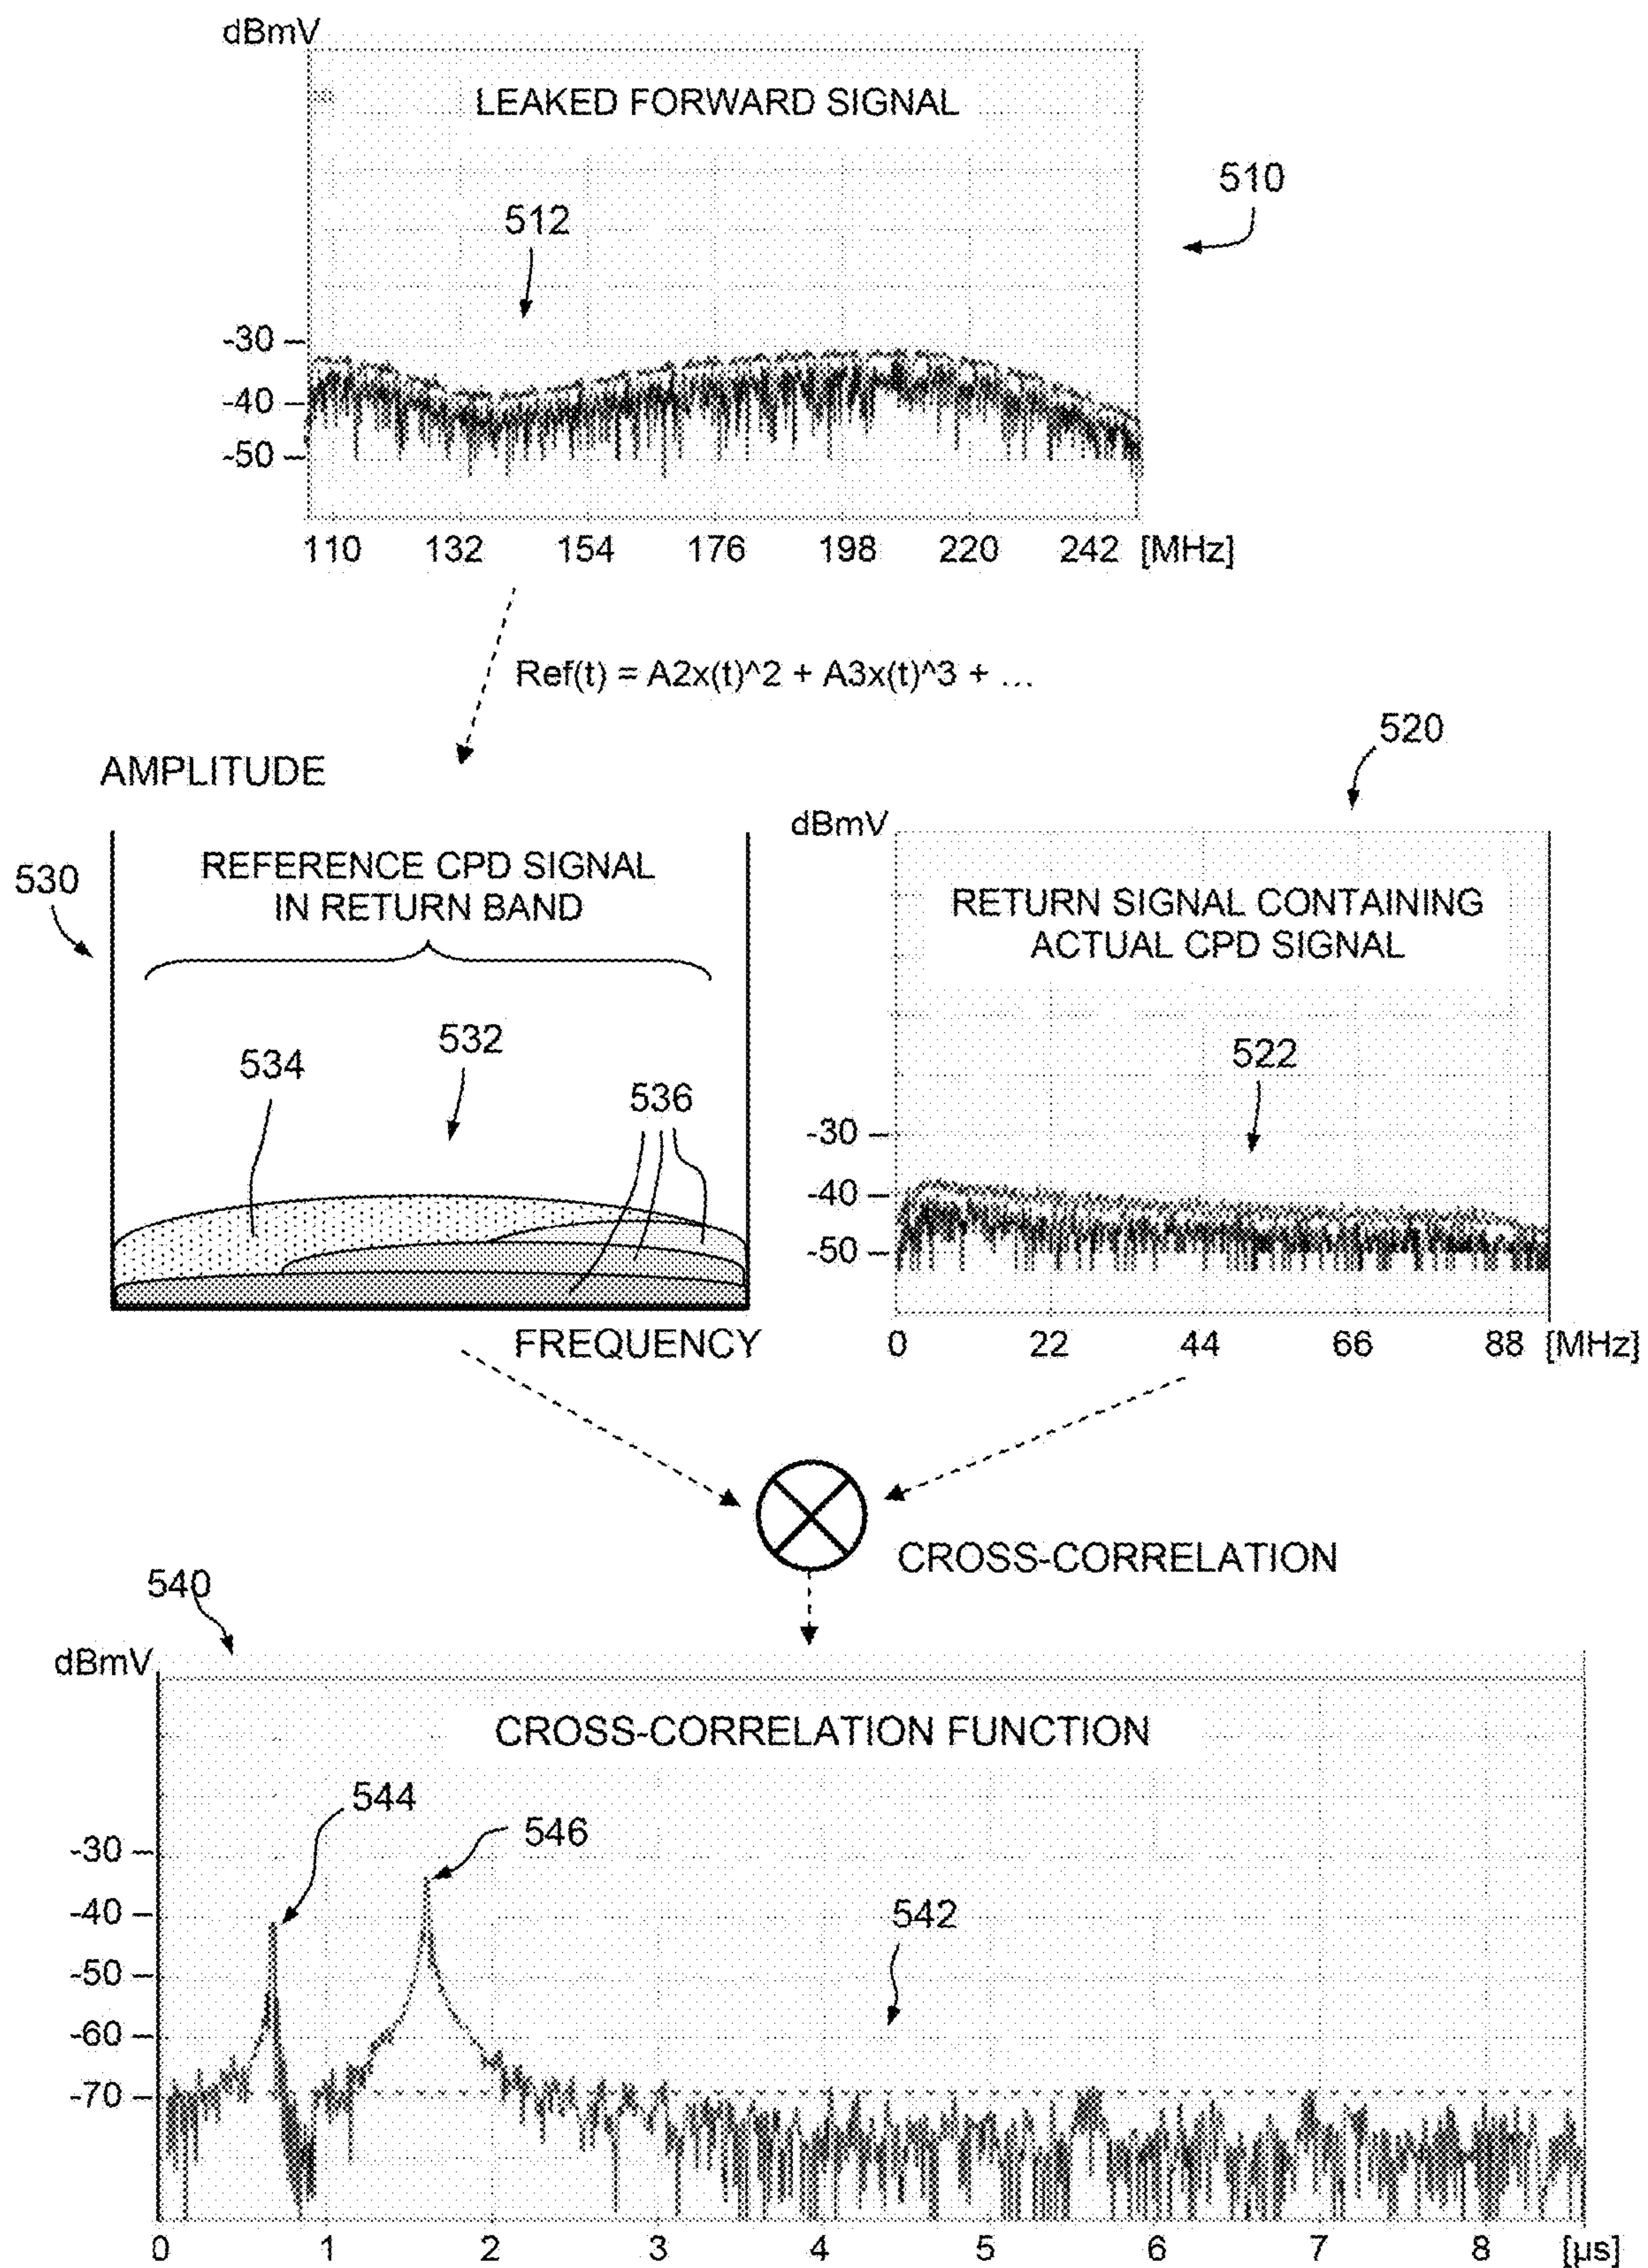 dBmV
LEAKED FORWARD SIGNAL
510
512
-30
-40
-50
110 132 154 176 198 220 242 [MHz]
Ref(t) = A2x(t)^2 + A3x(t)^3 + ...
520
AMPLITUDE
dBmV
530
REFERENCE CPD SIGNAL
IN RETURN BAND
RETURN SIGNAL CONTAINING
ACTUAL CPD SIGNAL
534
532
536
522
-30
-40
-50
FREQUENCY
0 22 44 66 88 [MHz]
CROSS-CORRELATION
540
dBmV
CROSS-CORRELATION FUNCTION
544
546
542
-30
-40
-50
-60
-70
0 1 2 3 4 5 6 7 8 [µs]